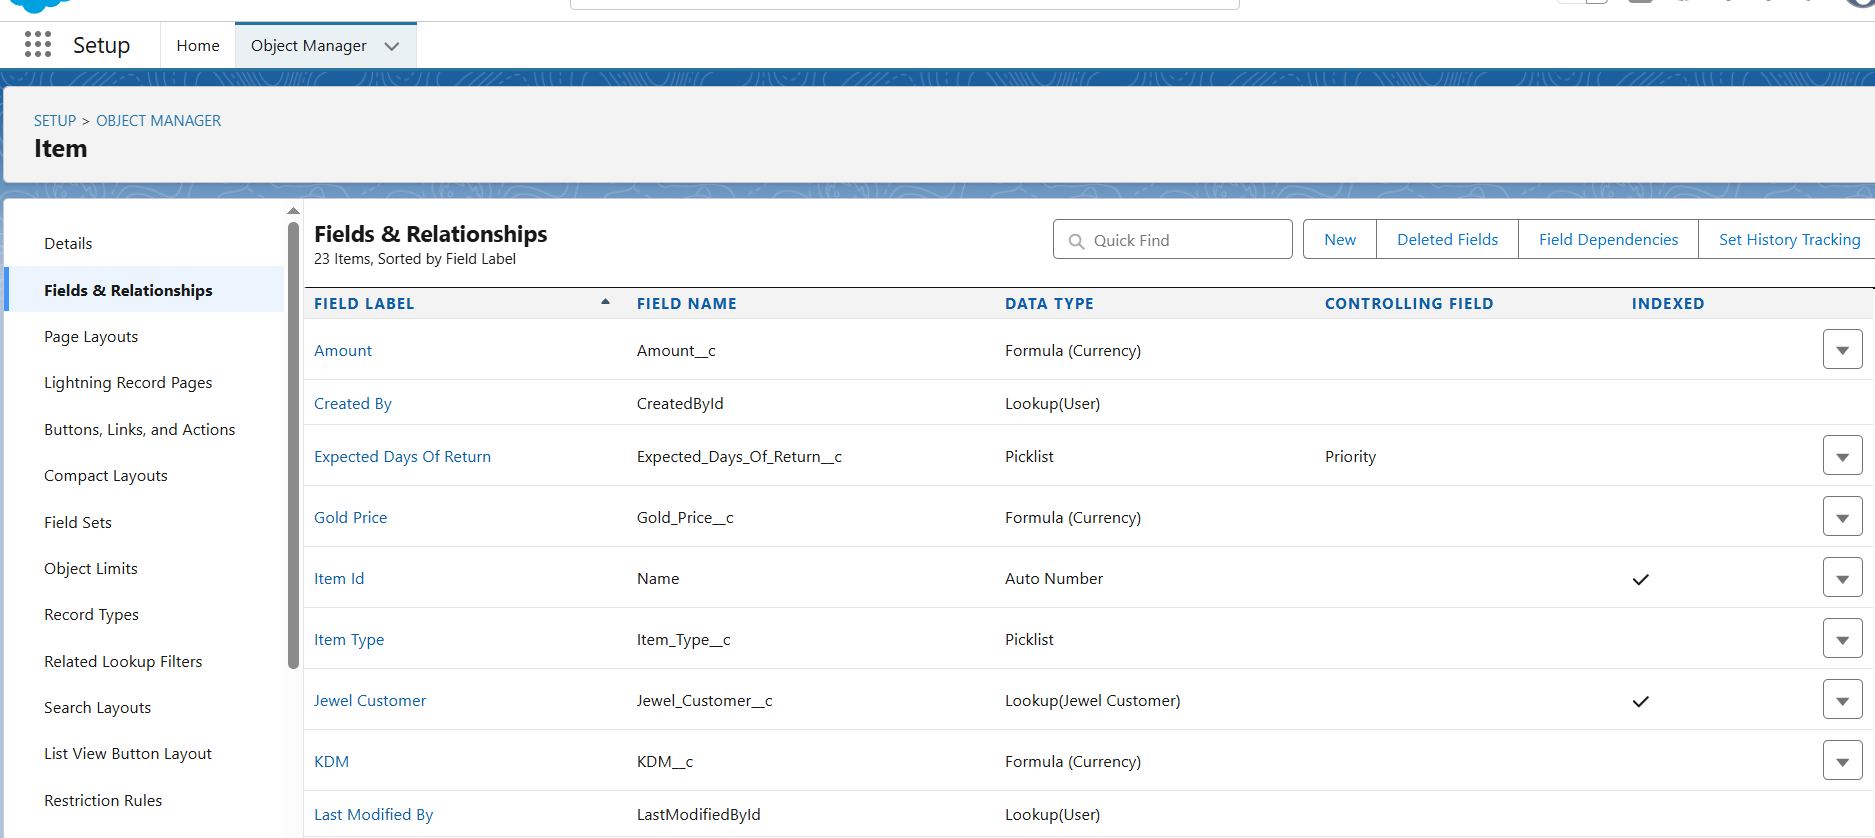 Setup
Home
Object Manager
SETUP > OBJECT MANAGER
Item
Details
Fields & Relationships
Page Layouts
Lightning Record Pages
Buttons, Links, and Actions
Compact Layouts
Field Sets
Object Limits
Record Types
Related Lookup Filters
Search Layouts
List View Button Layout
Restriction Rules
Fields & Relationships
23 Items, Sorted by Field Label
Quick Find
New
Deleted Fields
Field Dependencies
Set History Tracking
FIELD LABEL FIELD NAME DATA TYPE CONTROLLING FIELD INDEXED
Amount Amount__c Formula (Currency)
Created By CreatedById Lookup(User)
Expected Days Of Return Expected_Days_Of_Return__c Picklist Priority
Gold Price Gold_Price__c Formula (Currency)
Item Id Name Auto Number
Item Type Item_Type__c Picklist
Jewel Customer Jewel_Customer__c Lookup(Jewel Customer)
KDM KDM__c Formula (Currency)
Last Modified By LastModifiedById Lookup(User)